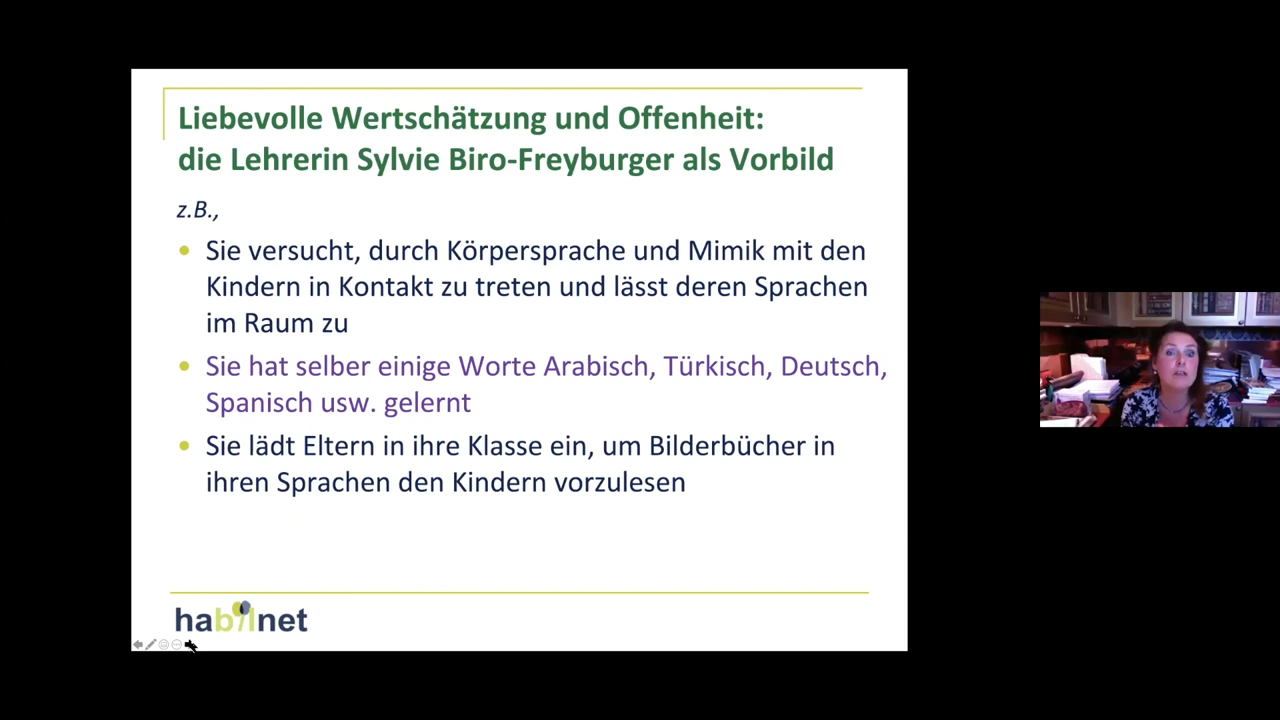 Liebevolle Wertschätzung und Offenheit:
die Lehrerin Sylvie Biro-Freyburger als Vorbild
z.B.,
Sie versucht, durch Körpersprache und Mimik mit den
Kindern in Kontakt zu treten und lässt deren Sprachen
im Raum zu
Sie hat selber einige Worte Arabisch, Türkisch, Deutsch,
Spanisch usw. gelernt
Sie lädt Eltern in ihre Klasse ein, um Bilderbücher in
ihren Sprachen den Kindern vorzulesen
habilnet